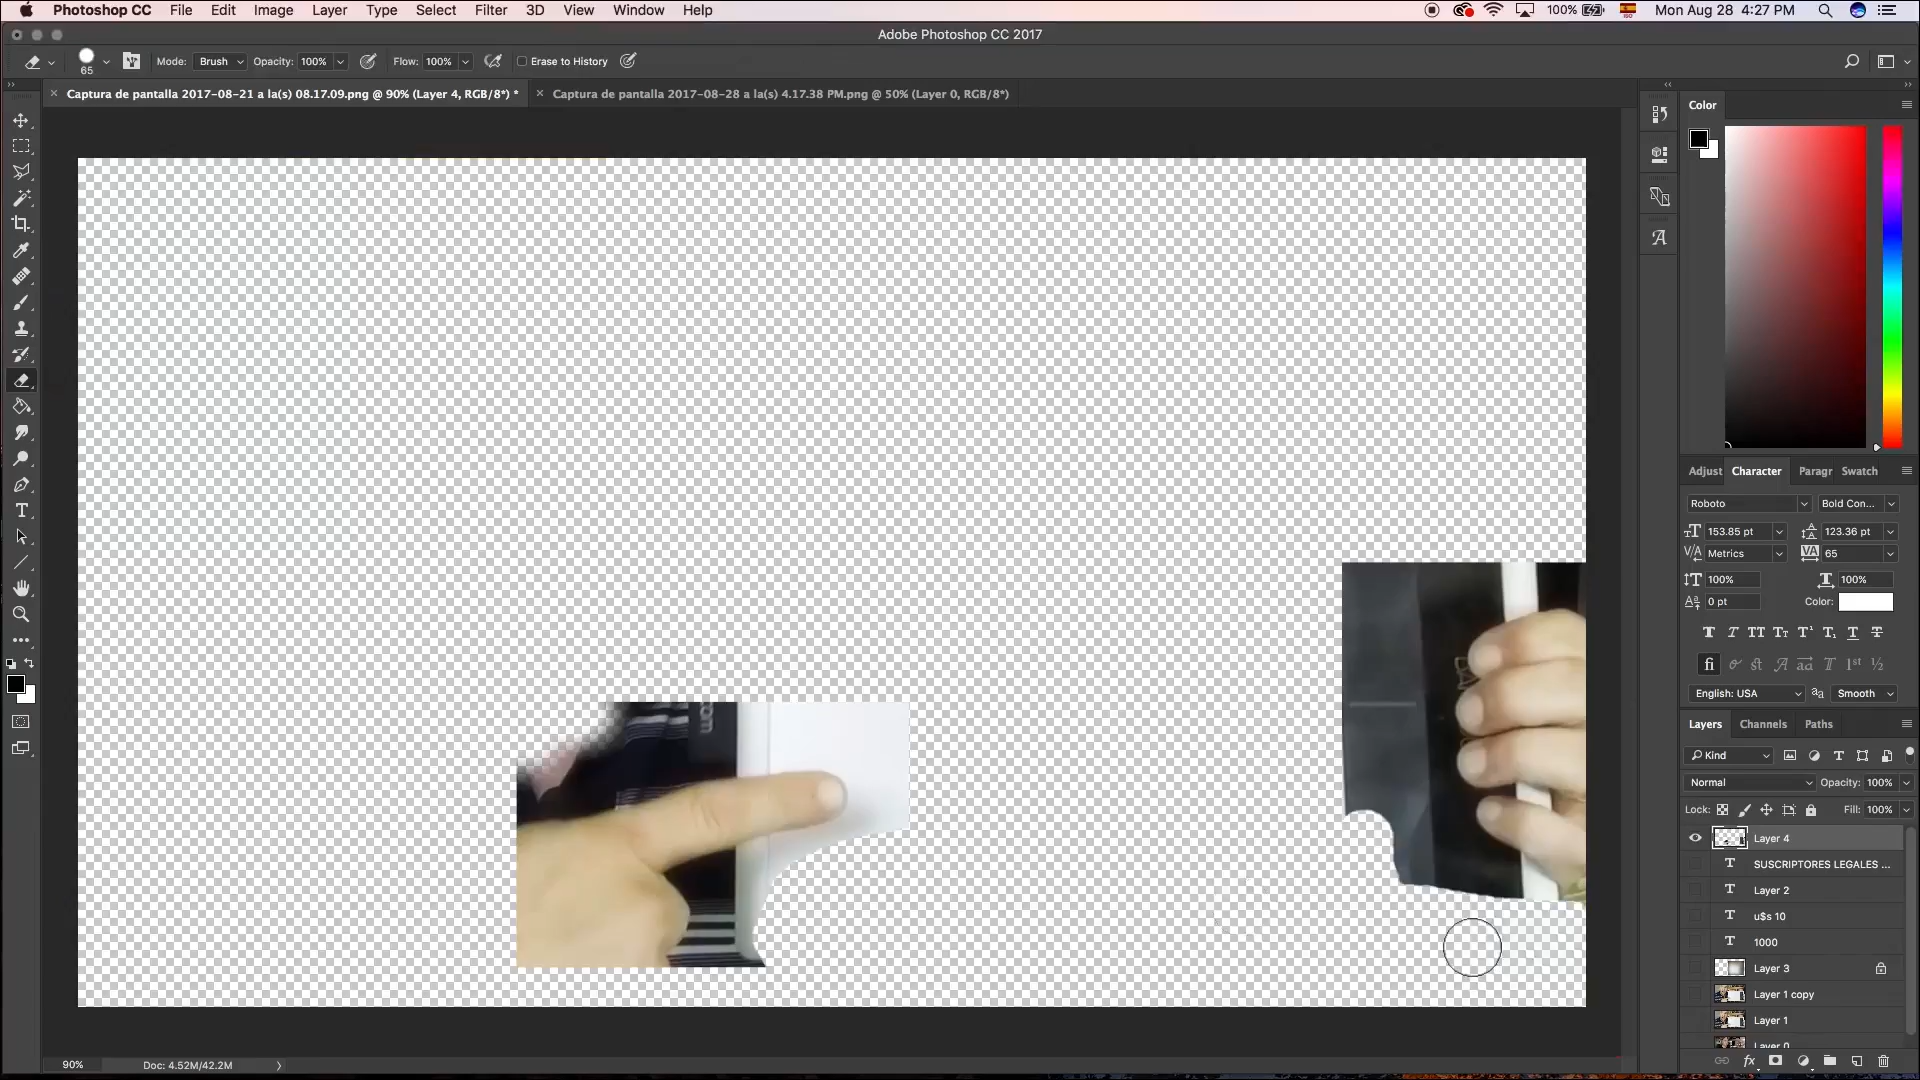 Photoshop CC File Edit Image Layer Type Select Filter 3D View Window Help 100% Mon Aug 28 4:27 PM
Adobe Photoshop CC 2017
65 Mode: Brush Opacity: 100% Flow: 100% Erase to History
Captura de pantalla 2017-08-21 a la(s) 08.17.09.png @ 90% (Layer 4, RGB/8*) * Captura de pantalla 2017-08-28 a la(s) 4.17.38 PM.png @ 50% (Layer 0, RGB/8*)
Color
Adjust Character Paragr Swatch
Roboto Bold Con...
153.85 pt 123.36 pt
Metrics 65
100% 100%
0 pt Color:
English: USA Smooth
Layers Channels Paths
Kind
Normal Opacity: 100%
Lock: Fill: 100%
Layer 4
SUSCRIPTORES LEGALES ...
Layer 2
u$s 10
1000
Layer 3
Layer 1 copy
Layer 1
Layer 0
.com
90% Doc: 4.52M/42.2M